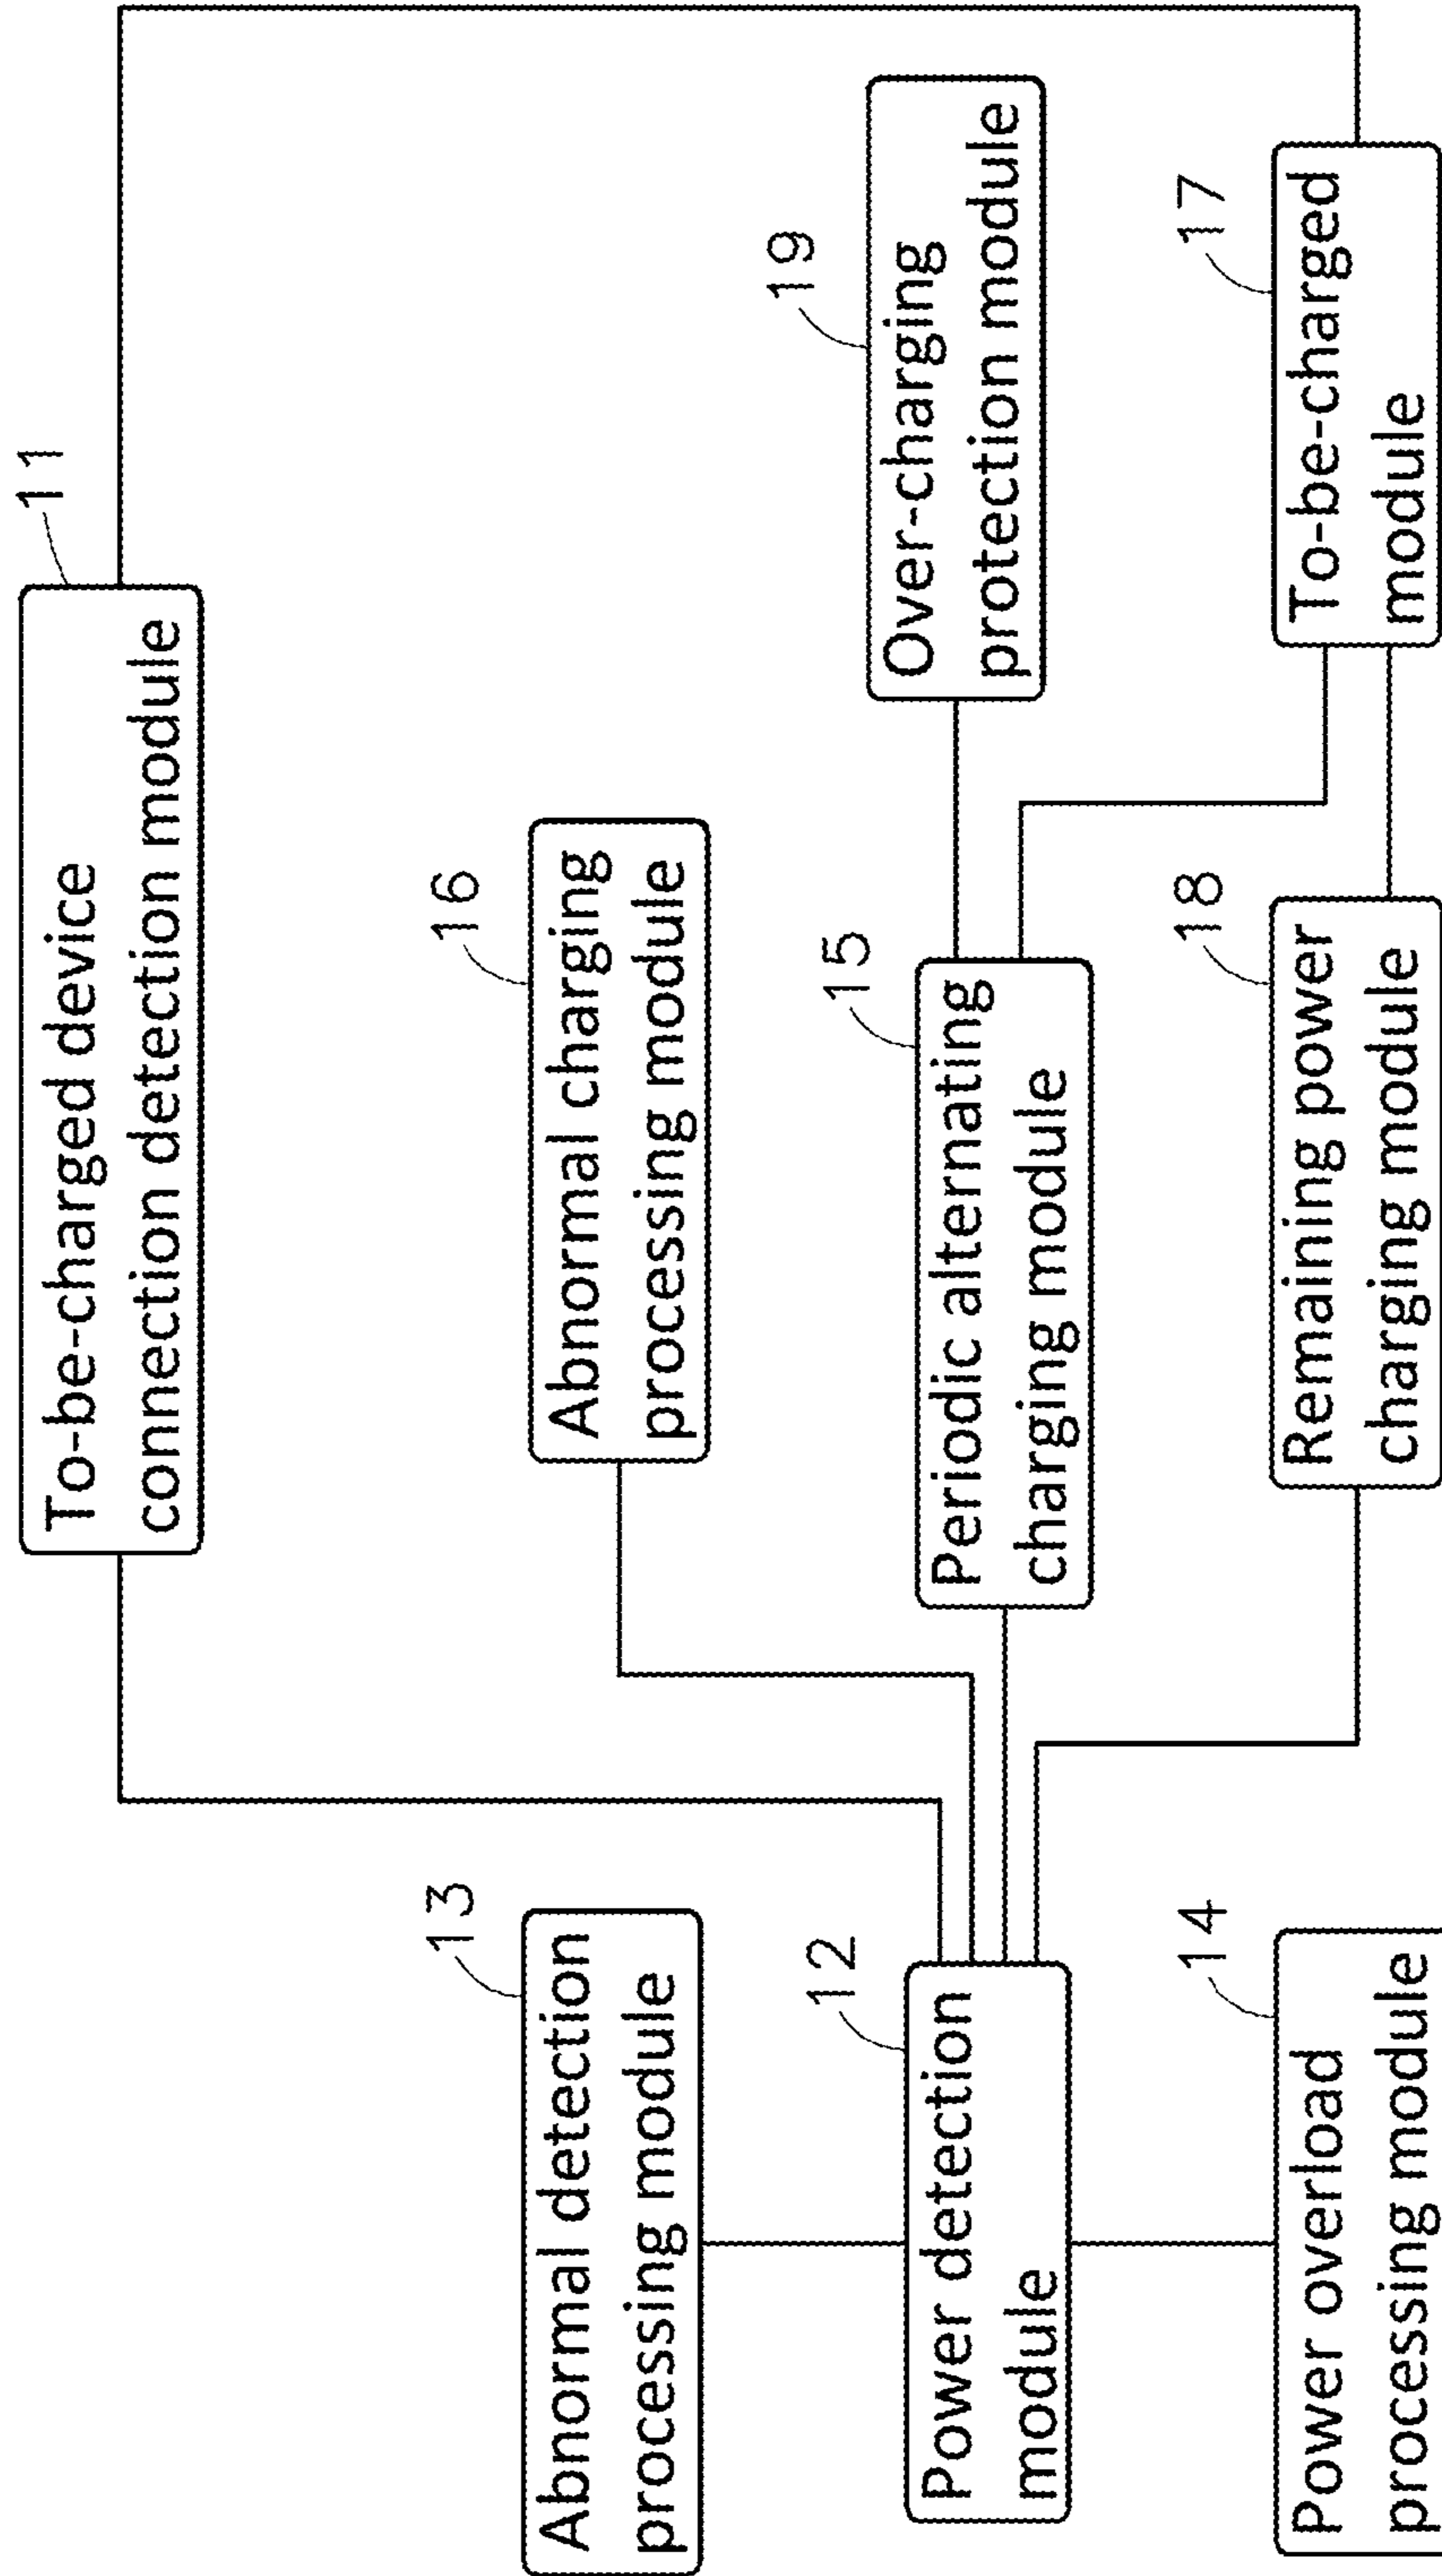 11
To-be-charged device
connection detection module
13
Abnormal detection
processing module
16
Abnormal charging
processing module
12
Power detection
module
15
Periodic alternating
charging module
19
Over-charging
protection module
14
Power overload
processing module
18
Remaining power
charging module
17
To-be-charged
module